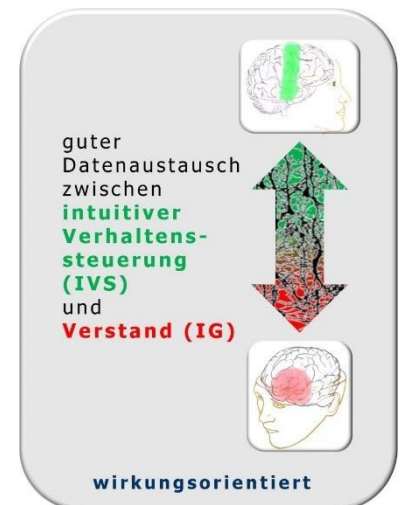 guter
Datenaustausch
zwischen
intuitiver
Verhaltens-
steuerung
(IVS)
und
Verstand (IG)
wirkungsorientiert